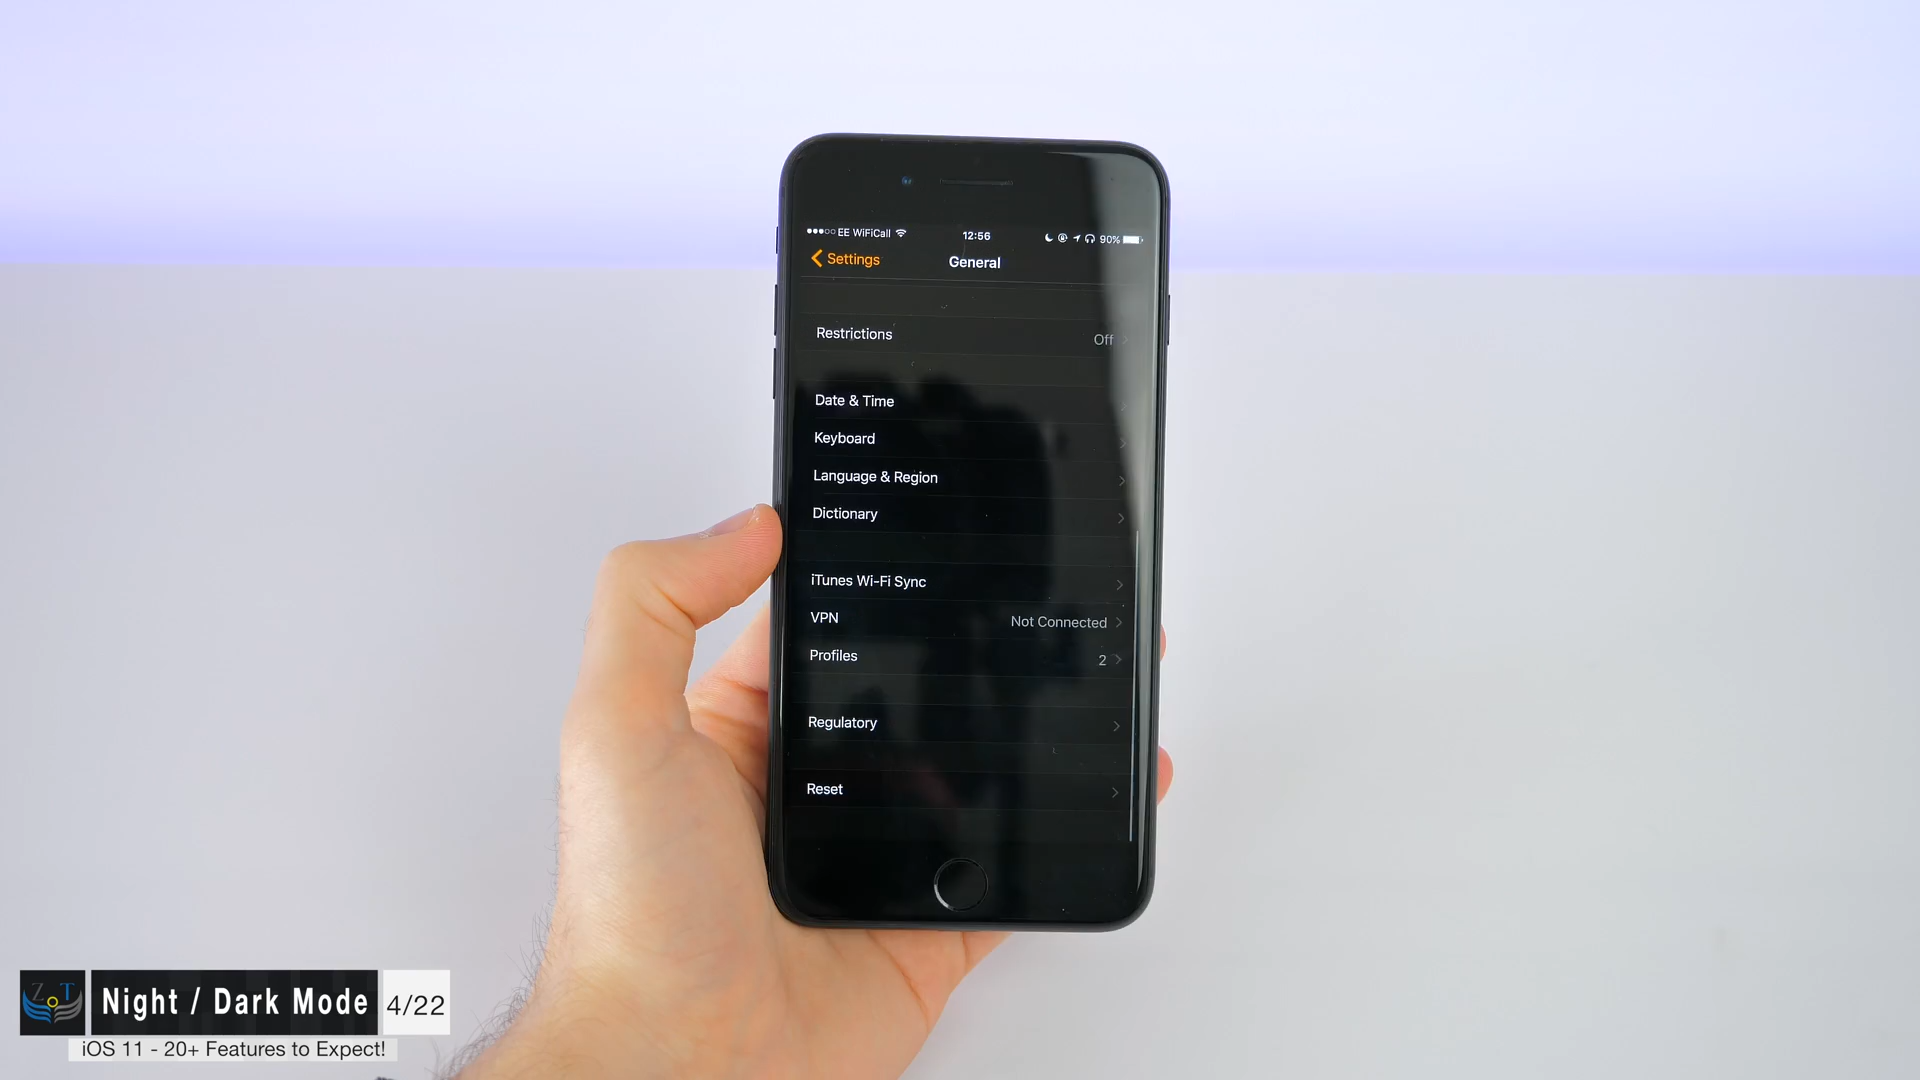 EE WiFiCall
12:56
90%
Settings
General
Restrictions
Off
Date & Time
Keyboard
Language & Region
Dictionary
iTunes Wi-Fi Sync
VPN
Not Connected
Profiles
2
Regulatory
Reset
ZoT
Night / Dark Mode
4/22
iOS 11 - 20+ Features to Expect!